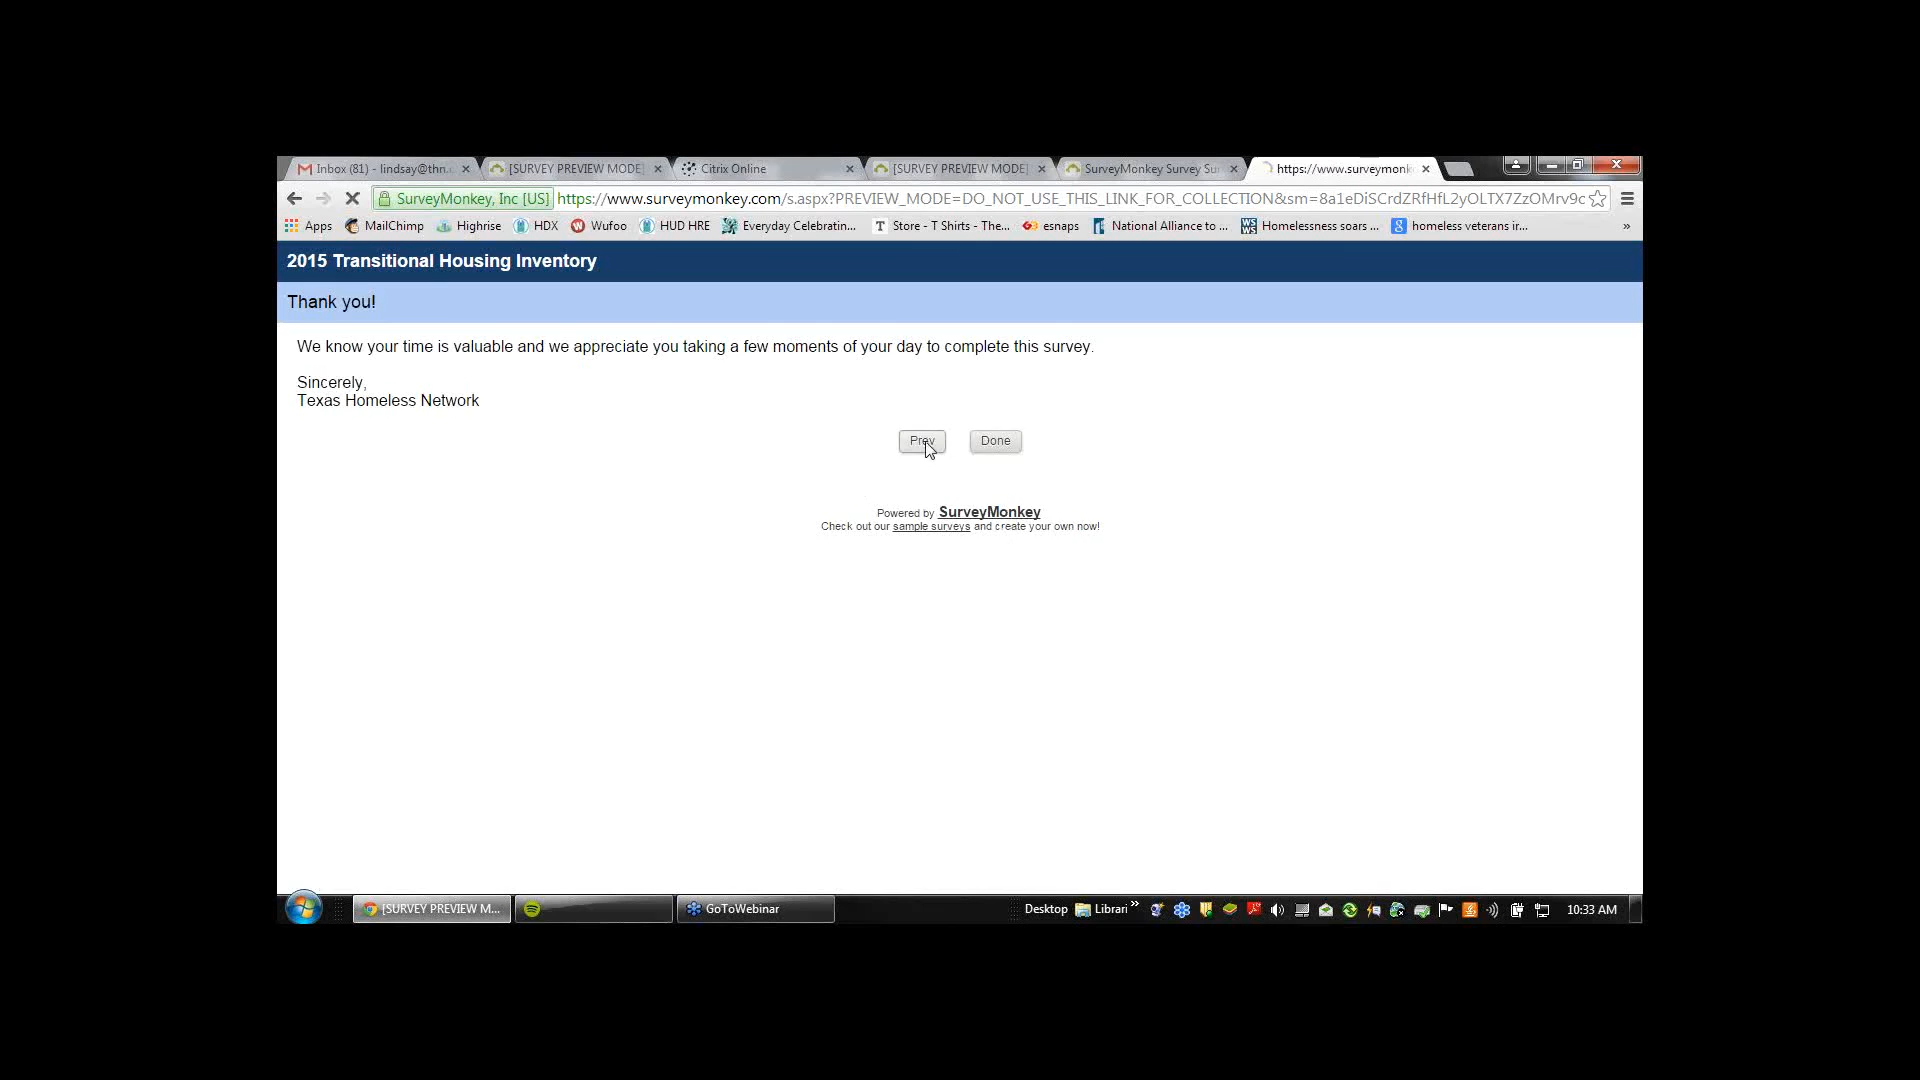 Inbox (81) - lindsay@thn.c
[SURVEY PREVIEW MODE]
Citrix Online
[SURVEY PREVIEW MODE]
SurveyMonkey Survey Su
https://www.surveymonk
SurveyMonkey, Inc [US]
https://www.surveymonkey.com/s.aspx?PREVIEW_MODE=DO_NOT_USE_THIS_LINK_FOR_COLLECTION&sm=8a1eDiSCrdZRfHfL2yOLTX7ZzOMrv9c
Apps
MailChimp
Highrise
HDX
Wufoo
HUD HRE
Everyday Celebratin...
Store - T Shirts - The...
esnaps
National Alliance to ...
Homelessness soars ...
homeless veterans ir...
»
2015 Transitional Housing Inventory
Thank you!
We know your time is valuable and we appreciate you taking a few moments of your day to complete this survey.
Sincerely,
Texas Homeless Network
Prev
Done
Powered by SurveyMonkey
Check out our sample surveys and create your own now!
[SURVEY PREVIEW M...
GoToWebinar
Desktop
Librari
»
10:33 AM